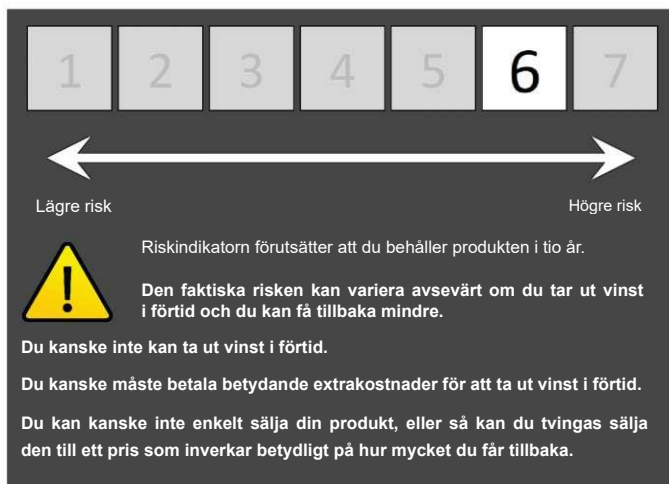 1 2 3 4 5 6 7
Lägre risk Högre risk
!
Riskindikatorn förutsätter att du behåller produkten i tio år.
Den faktiska risken kan variera avsevärt om du tar ut vinst
i förtid och du kan få tillbaka mindre.
Du kanske inte kan ta ut vinst i förtid.
Du kanske måste betala betydande extrakostnader för att ta ut vinst i förtid.
Du kan kanske inte enkelt sälja din produkt, eller så kan du tvingas sälja
den till ett pris som inverkar betydligt på hur mycket du får tillbaka.